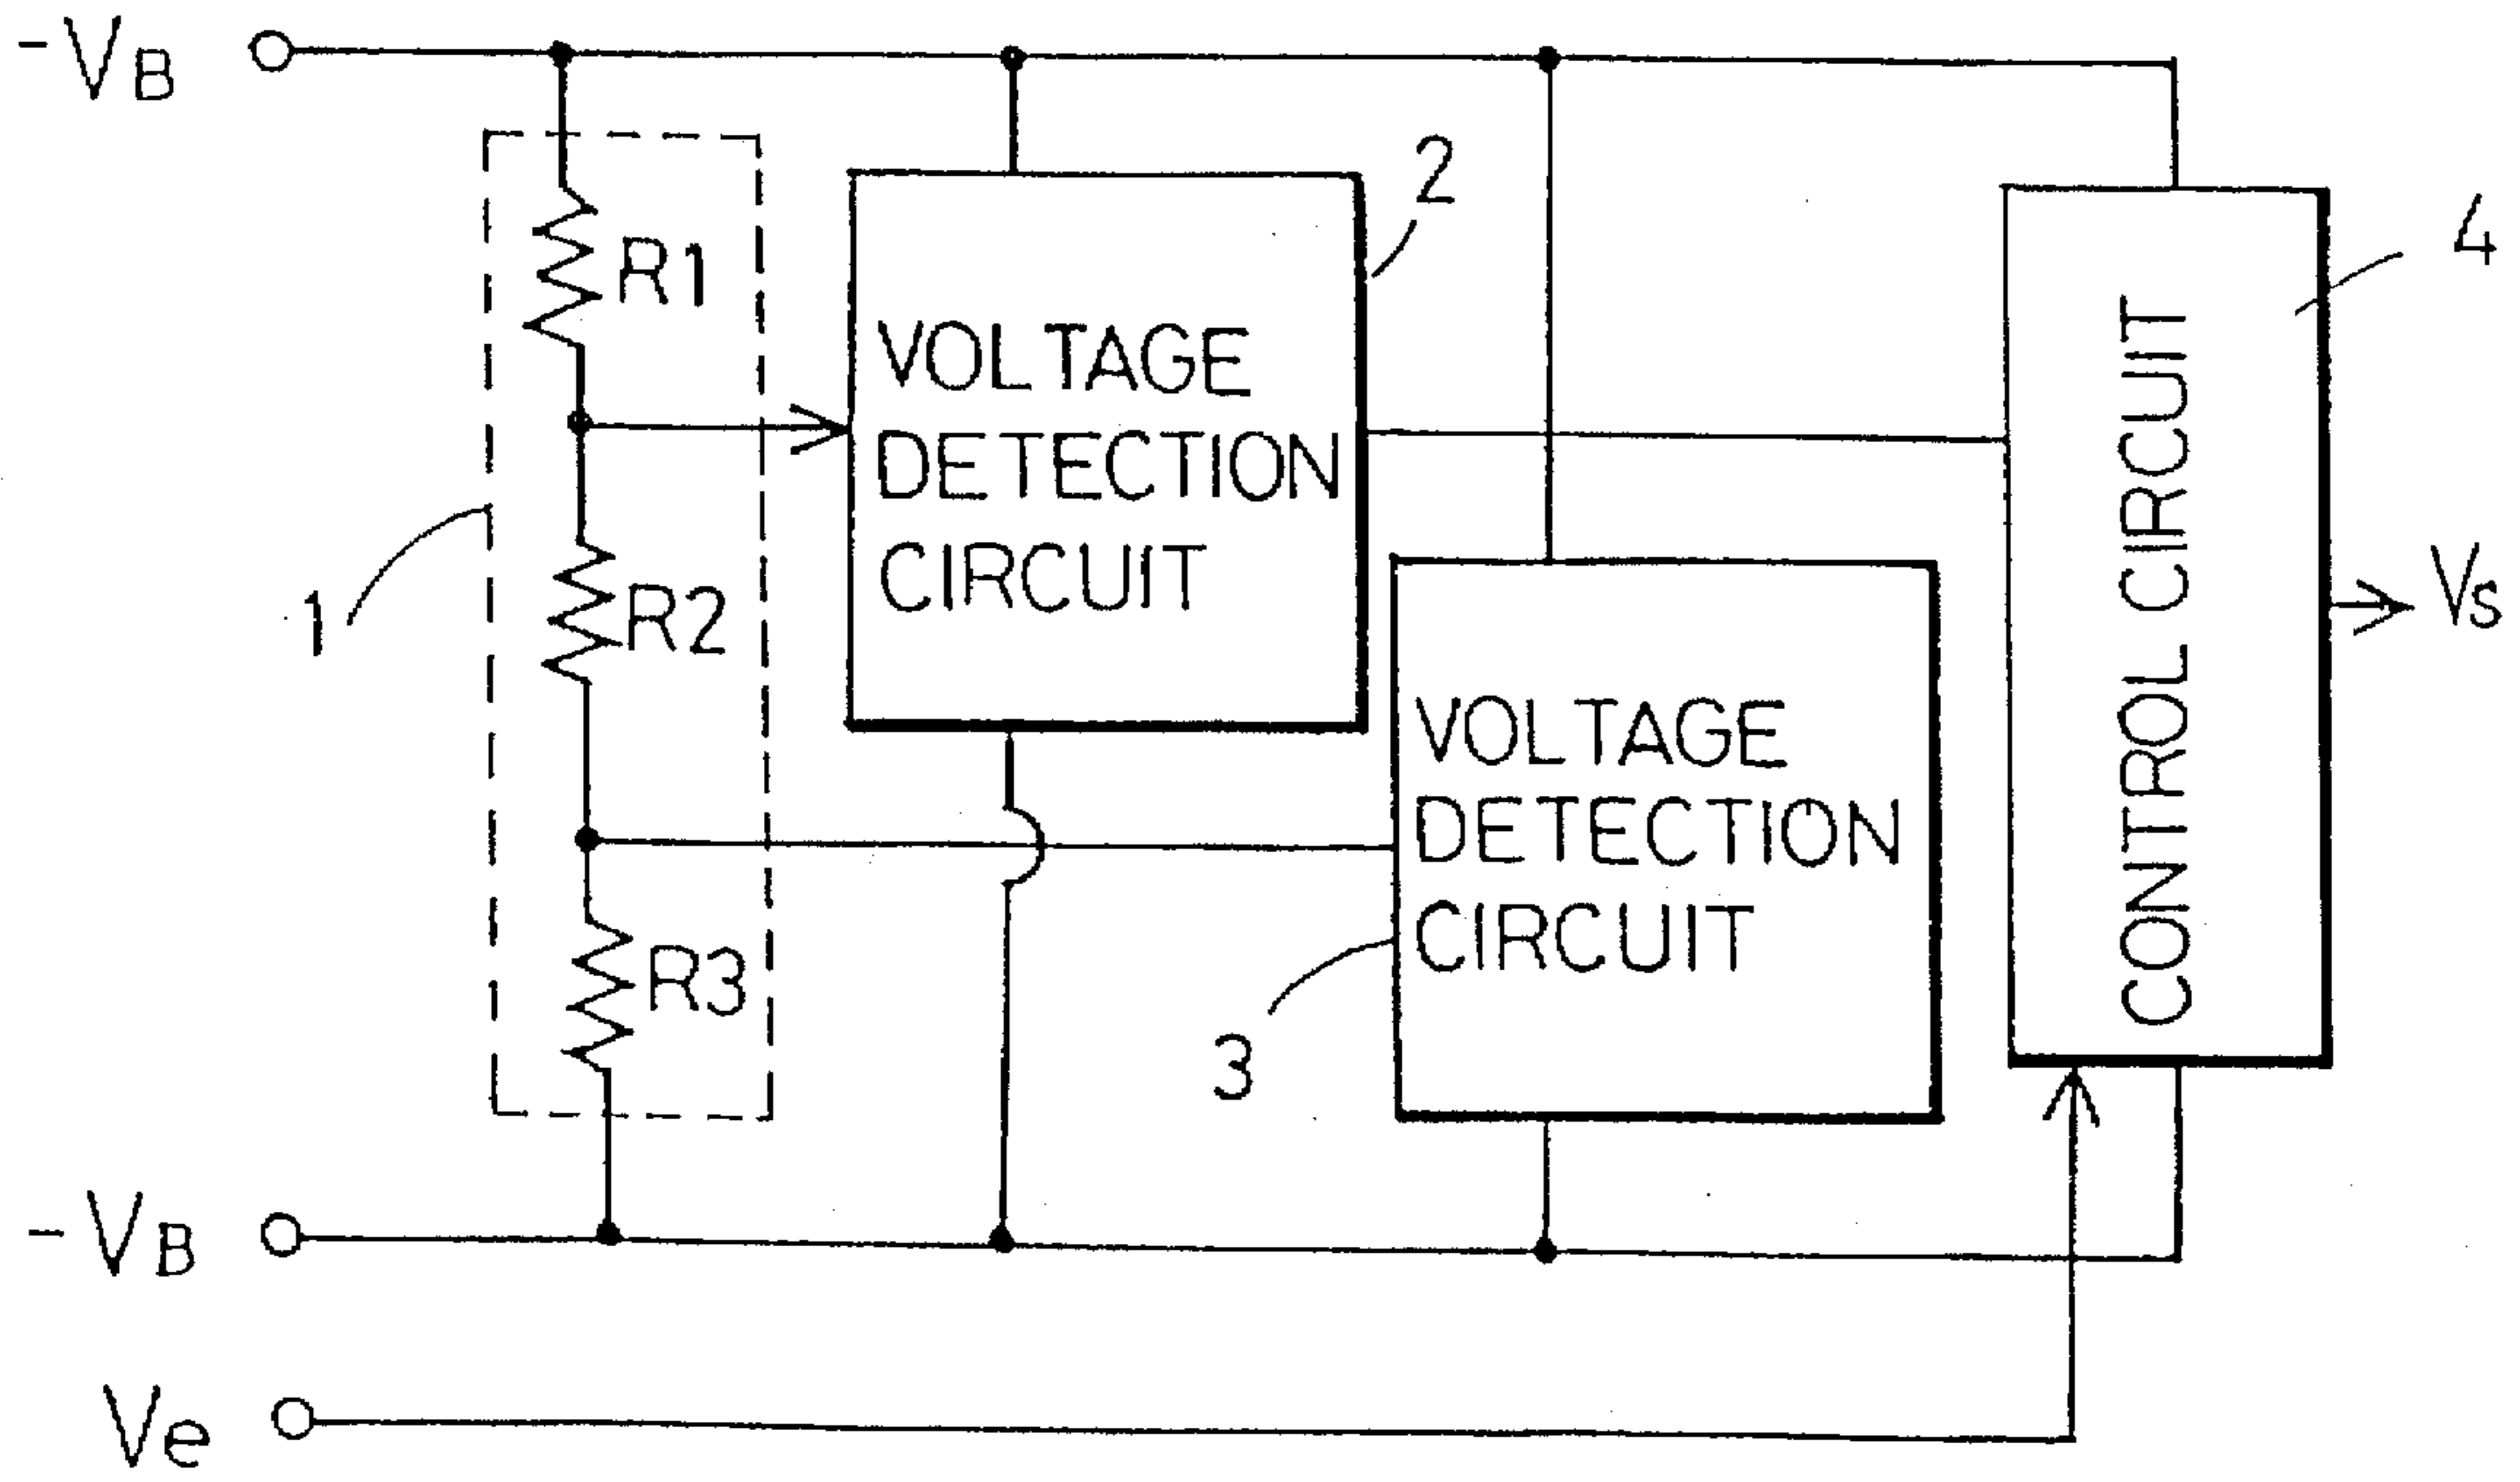 -VB
R1
2
4
VOLTAGE
DETECTION
CIRCUIT
CONTROL CIRCUIT
1
R2
Vs
VOLTAGE
DETECTION
CIRCUIT
R3
3
-VB
Ve